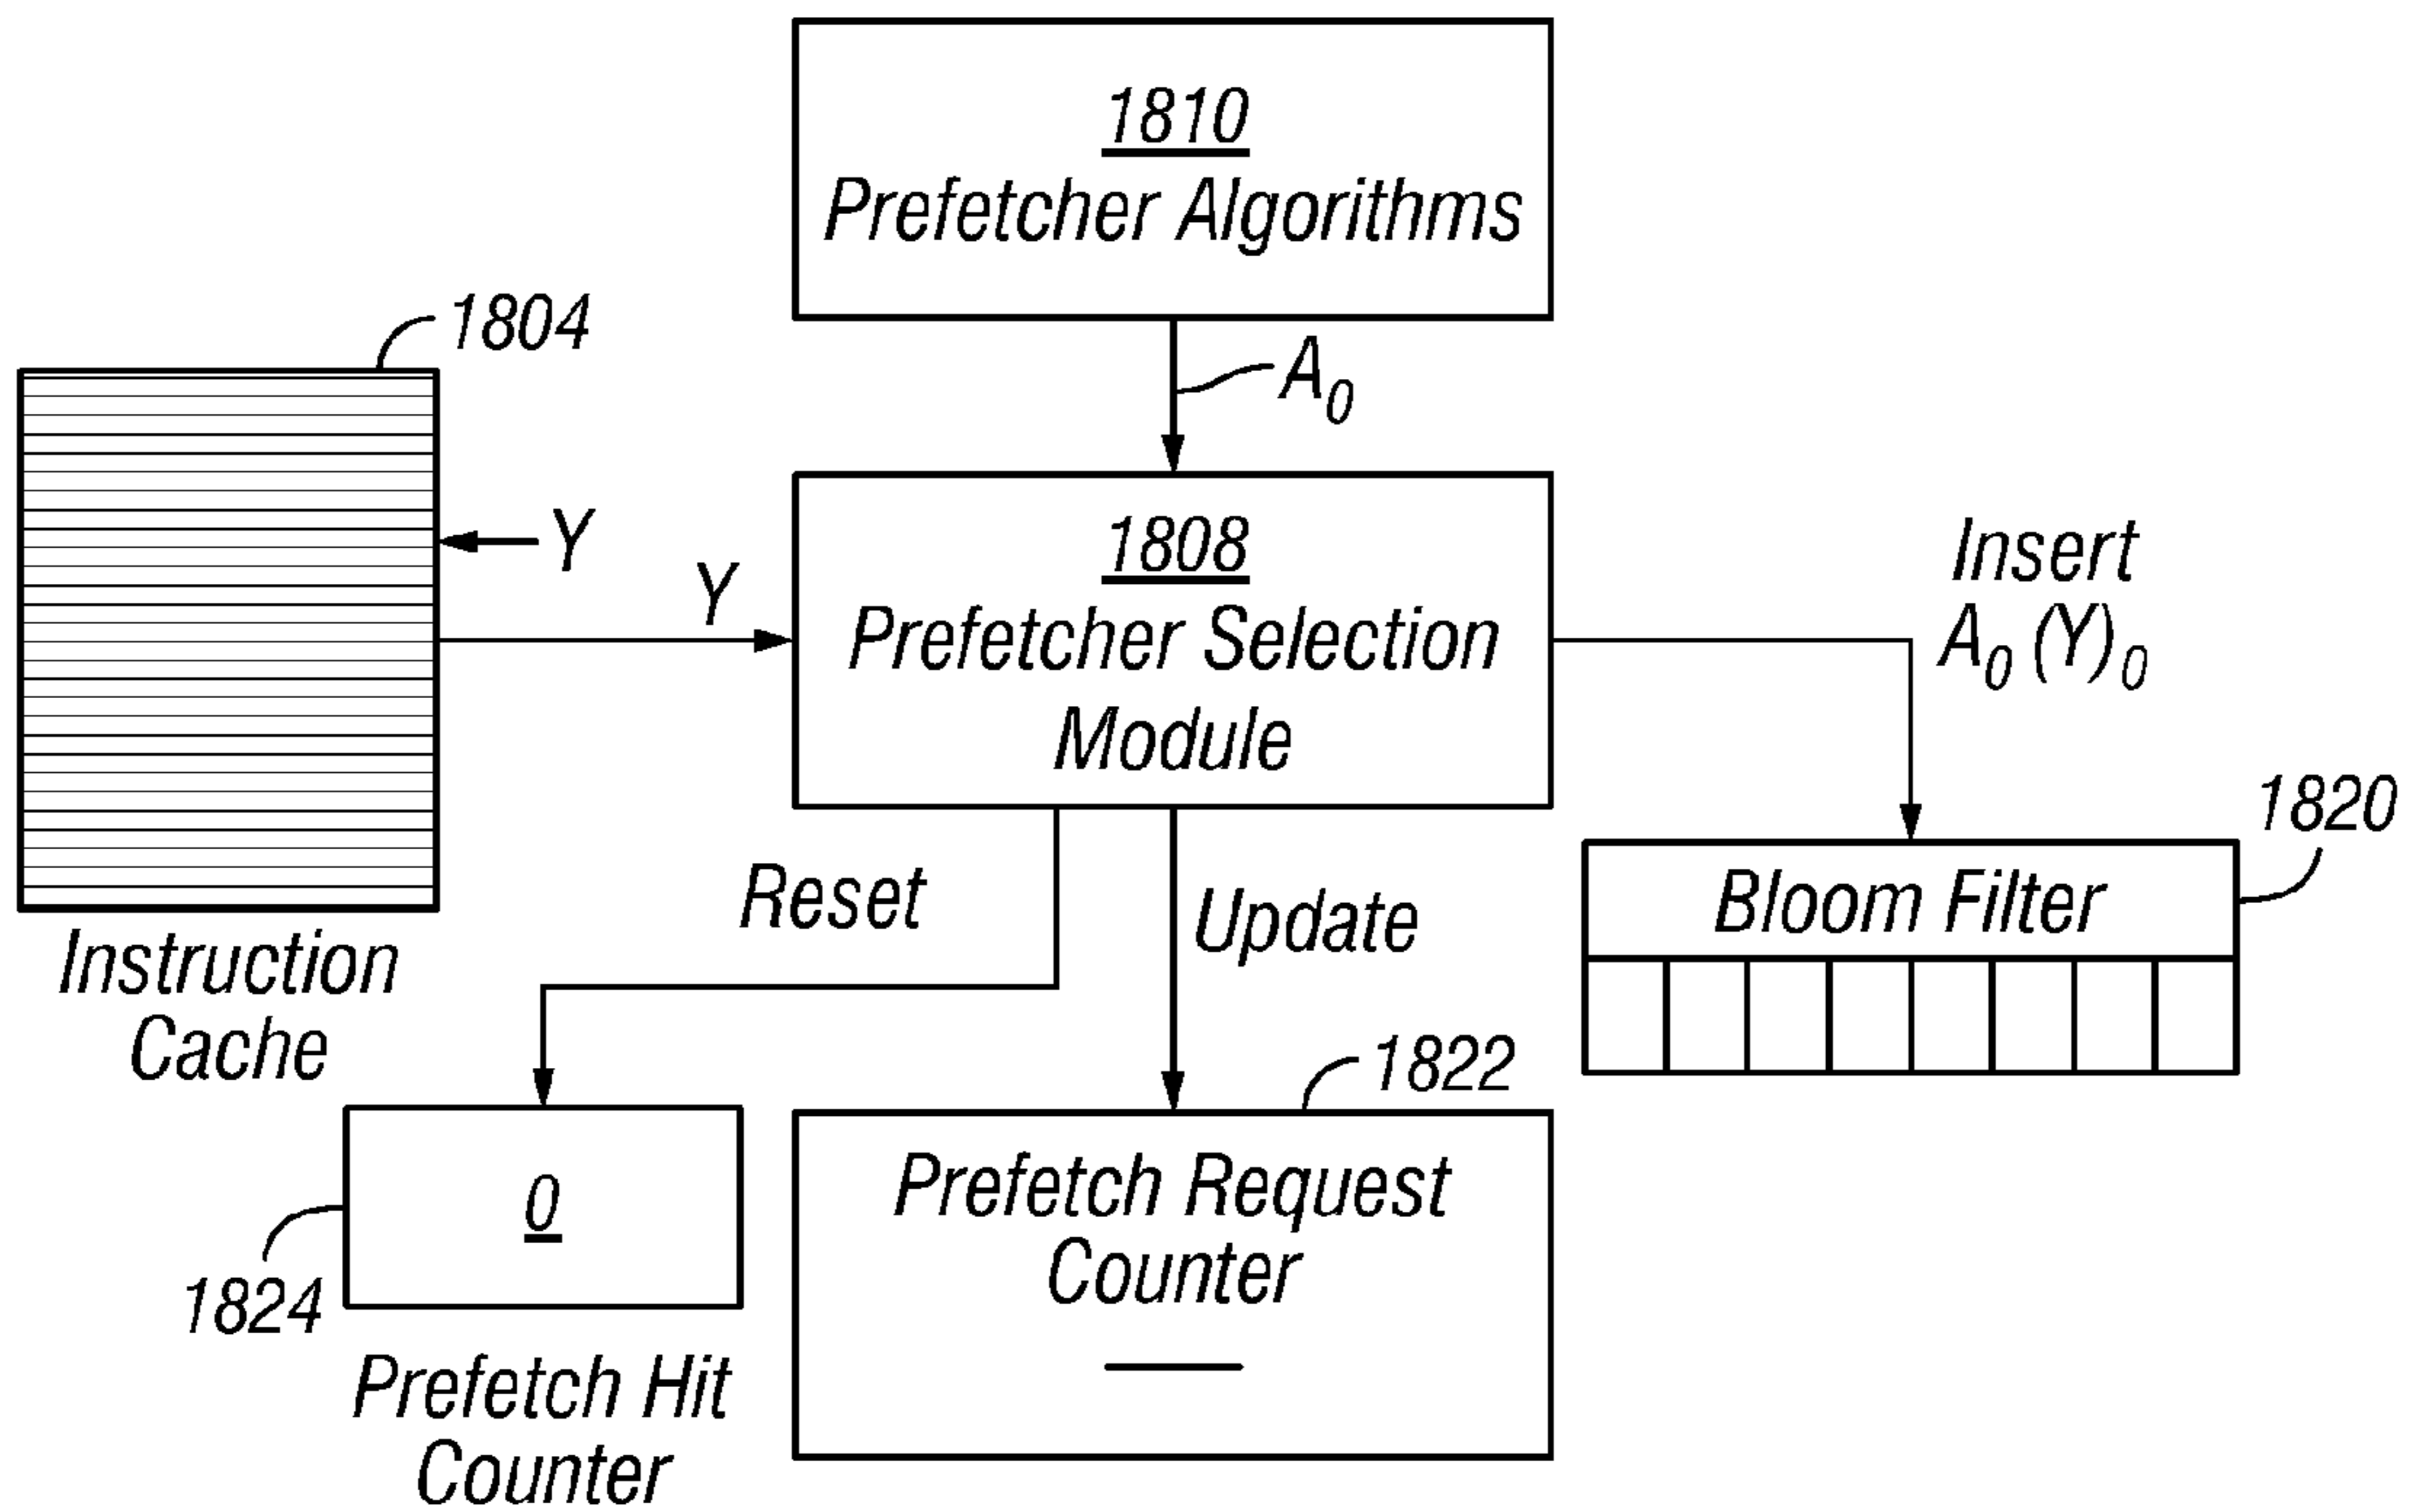 1810
Prefetcher Algorithms
1804
A₀
Y
Y
1808
Prefetcher Selection
Module
Insert
A₀ (Y)₀
1820
Reset
Update
Bloom Filter
Instruction
Cache
1822
0
Prefetch Request
Counter
1824
Prefetch Hit
Counter